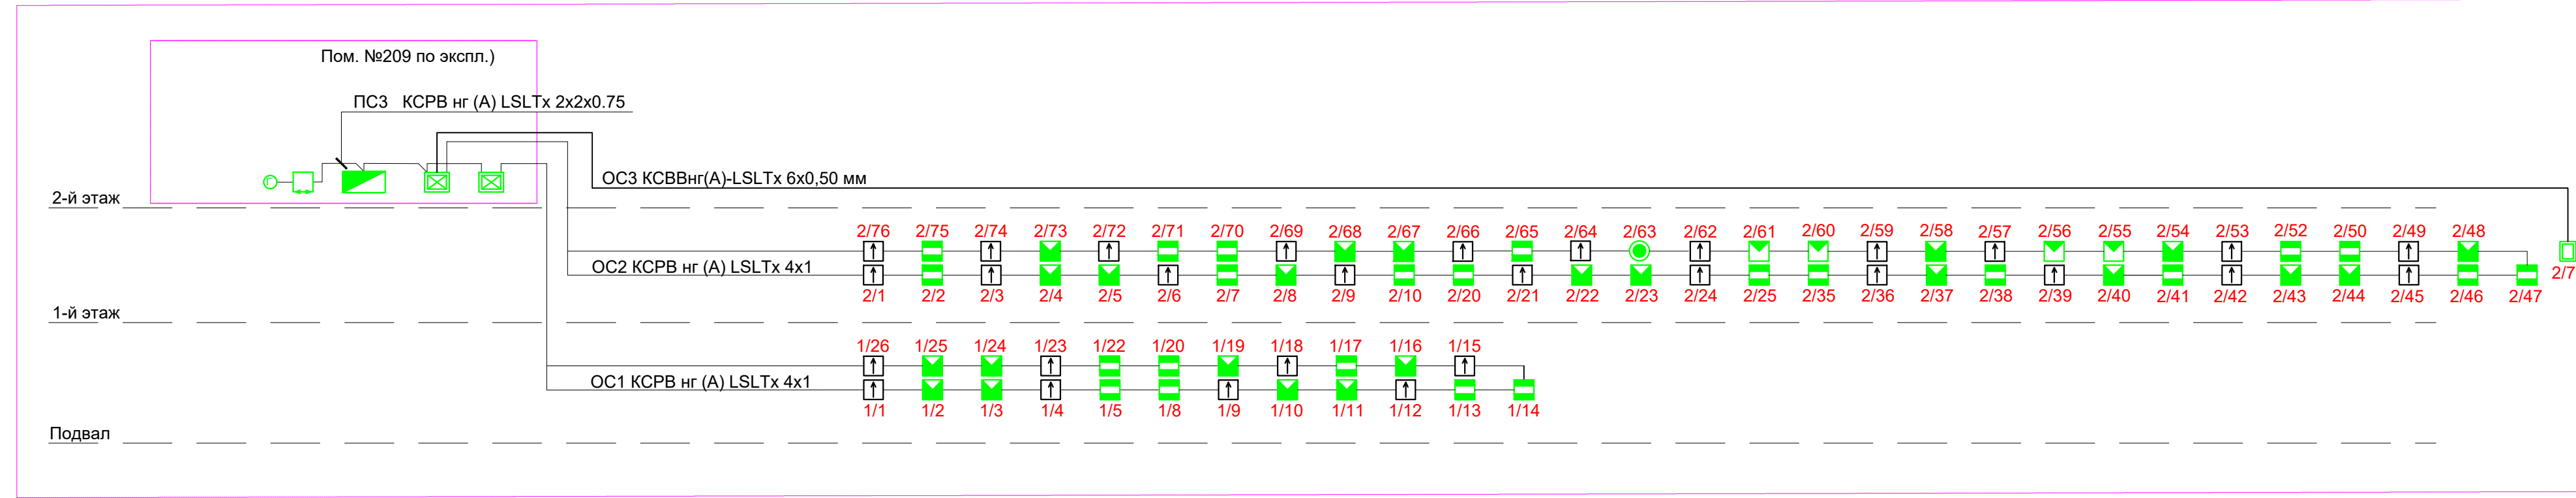 Пом. №209 по экспл.)
ПС3 КСРВ нг (А) LSLTx 2x2x0.75
ОС3 КСВВнг(А)-LSLTx 6x0,50 мм
2-й этаж
2/76 2/75 2/74 2/73 2/72 2/71 2/70 2/69 2/68 2/67 2/66 2/65 2/64 2/63 2/62 2/61 2/60 2/59 2/58 2/57 2/56 2/55 2/54 2/53 2/52 2/50 2/49 2/48
ОС2 КСРВ нг (А) LSLTx 4x1
2/7
2/1 2/2 2/3 2/4 2/5 2/6 2/7 2/8 2/9 2/10 2/20 2/21 2/22 2/23 2/24 2/25 2/35 2/36 2/37 2/38 2/39 2/40 2/41 2/42 2/43 2/44 2/45 2/46 2/47
1-й этаж
1/26 1/25 1/24 1/23 1/22 1/20 1/19 1/18 1/17 1/16 1/15
ОС1 КСРВ нг (А) LSLTx 4x1
1/1 1/2 1/3 1/4 1/5 1/8 1/9 1/10 1/11 1/12 1/13 1/14
Подвал